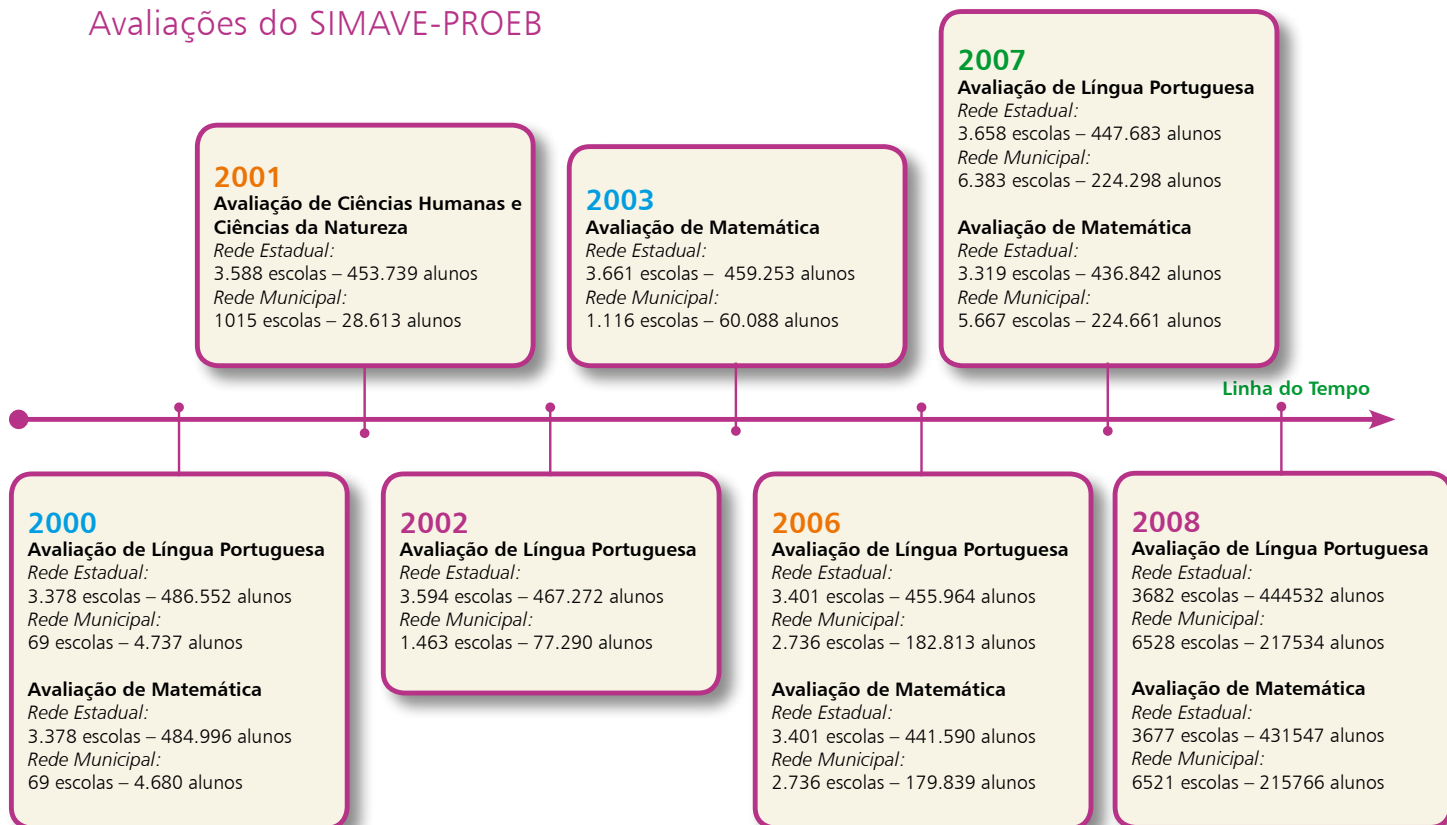 Avaliações do SIMAVE-PROEB
2000
Avaliação de Língua Portuguesa
Rede Estadual:
3.378 escolas – 486.552 alunos
Rede Municipal:
69 escolas – 4.737 alunos
Avaliação de Matemática
Rede Estadual:
3.378 escolas – 484.996 alunos
Rede Municipal:
69 escolas – 4.680 alunos
2001
Avaliação de Ciências Humanas e
Ciências da Natureza
Rede Estadual:
3.588 escolas – 453.739 alunos
Rede Municipal:
1015 escolas – 28.613 alunos
2002
Avaliação de Língua Portuguesa
Rede Estadual:
3.594 escolas – 467.272 alunos
Rede Municipal:
1.463 escolas – 77.290 alunos
2003
Avaliação de Matemática
Rede Estadual:
3.661 escolas – 459.253 alunos
Rede Municipal:
1.116 escolas – 60.088 alunos
2006
Avaliação de Língua Portuguesa
Rede Estadual:
3.401 escolas – 455.964 alunos
Rede Municipal:
2.736 escolas – 182.813 alunos
Avaliação de Matemática
Rede Estadual:
3.401 escolas – 441.590 alunos
Rede Municipal:
2.736 escolas – 179.839 alunos
2007
Avaliação de Língua Portuguesa
Rede Estadual:
3.658 escolas – 447.683 alunos
Rede Municipal:
6.383 escolas – 224.298 alunos
Avaliação de Matemática
Rede Estadual:
3.319 escolas – 436.842 alunos
Rede Municipal:
5.667 escolas – 224.661 alunos
Linha do Tempo
2008
Avaliação de Língua Portuguesa
Rede Estadual:
3682 escolas – 444532 alunos
Rede Municipal:
6528 escolas – 217534 alunos
Avaliação de Matemática
Rede Estadual:
3677 escolas – 431547 alunos
Rede Municipal:
6521 escolas – 215766 alunos